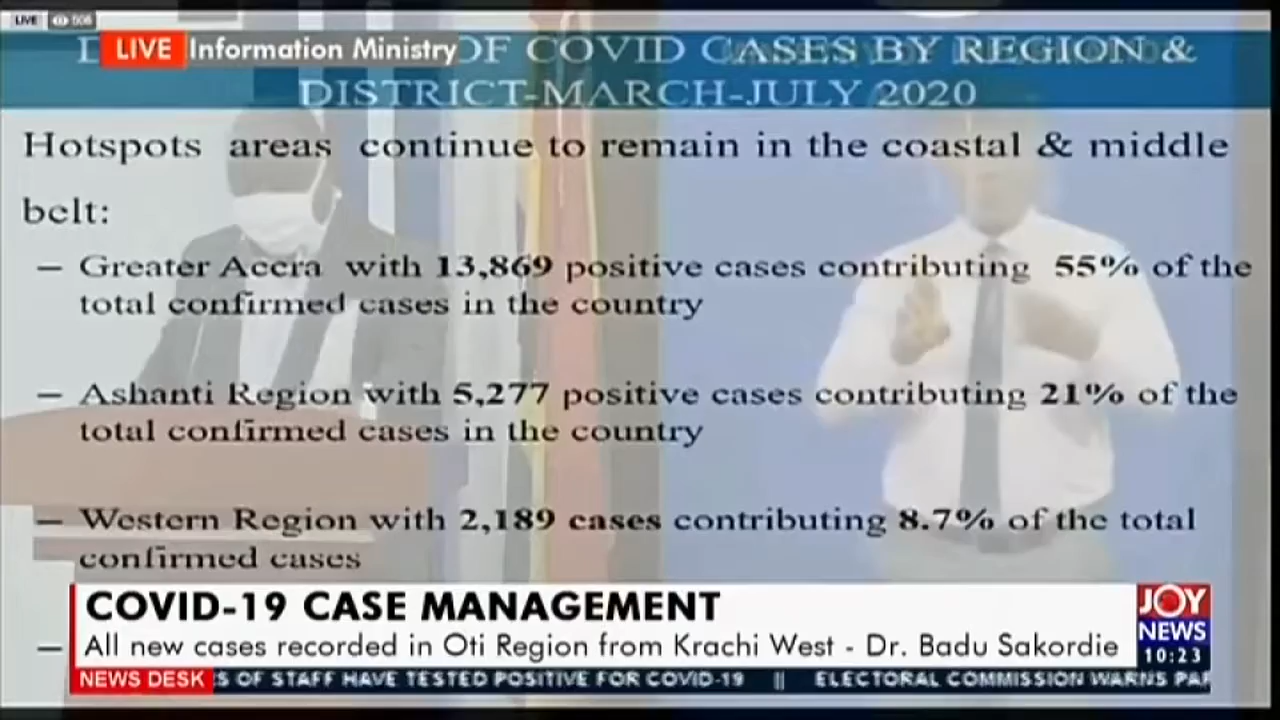 LIVE 506
LIVE Information Ministry OF COVID CASES BY REGION &
DISTRICT-MARCH-JULY 2020
Hotspots areas continue to remain in the coastal & middle
belt:
– Greater Accra with 13,869 positive cases contributing 55% of the
total confirmed cases in the country
– Ashanti Region with 5,277 positive cases contributing 21% of the
total confirmed cases in the country
– Western Region with 2,189 cases contributing 8.7% of the total
confirmed cases
–
COVID-19 CASE MANAGEMENT
All new cases recorded in Oti Region from Krachi West - Dr. Badu Sakordie
JOY
NEWS
10:23
NEWS DESK S OF STAFF HAVE TESTED POSITIVE FOR COVID-19 || ELECTORAL COMMISSION WARNS PAR